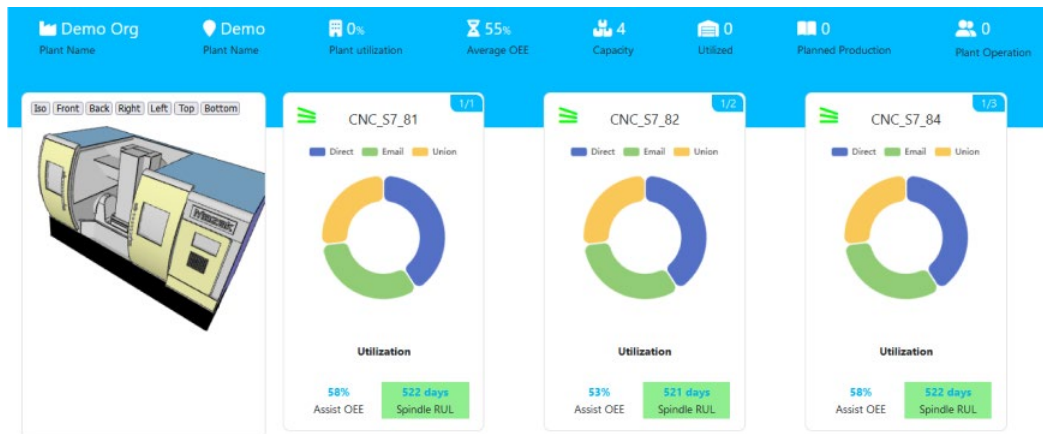 Demo Org
Plant Name
Demo
Plant Name
0%
Plant utilization
55%
Average OEE
4
Capacity
0
Utilized
0
Planned Production
0
Plant Operation
Iso Front Back Right Left Top Bottom
Mazak
1/1
CNC_S7_81
Direct Email Union
Utilization
58%
Assist OEE
522 days
Spindle RUL
1/2
CNC_S7_82
Direct Email Union
Utilization
53%
Assist OEE
521 days
Spindle RUL
1/3
CNC_S7_84
Direct Email Union
Utilization
58%
Assist OEE
522 days
Spindle RUL